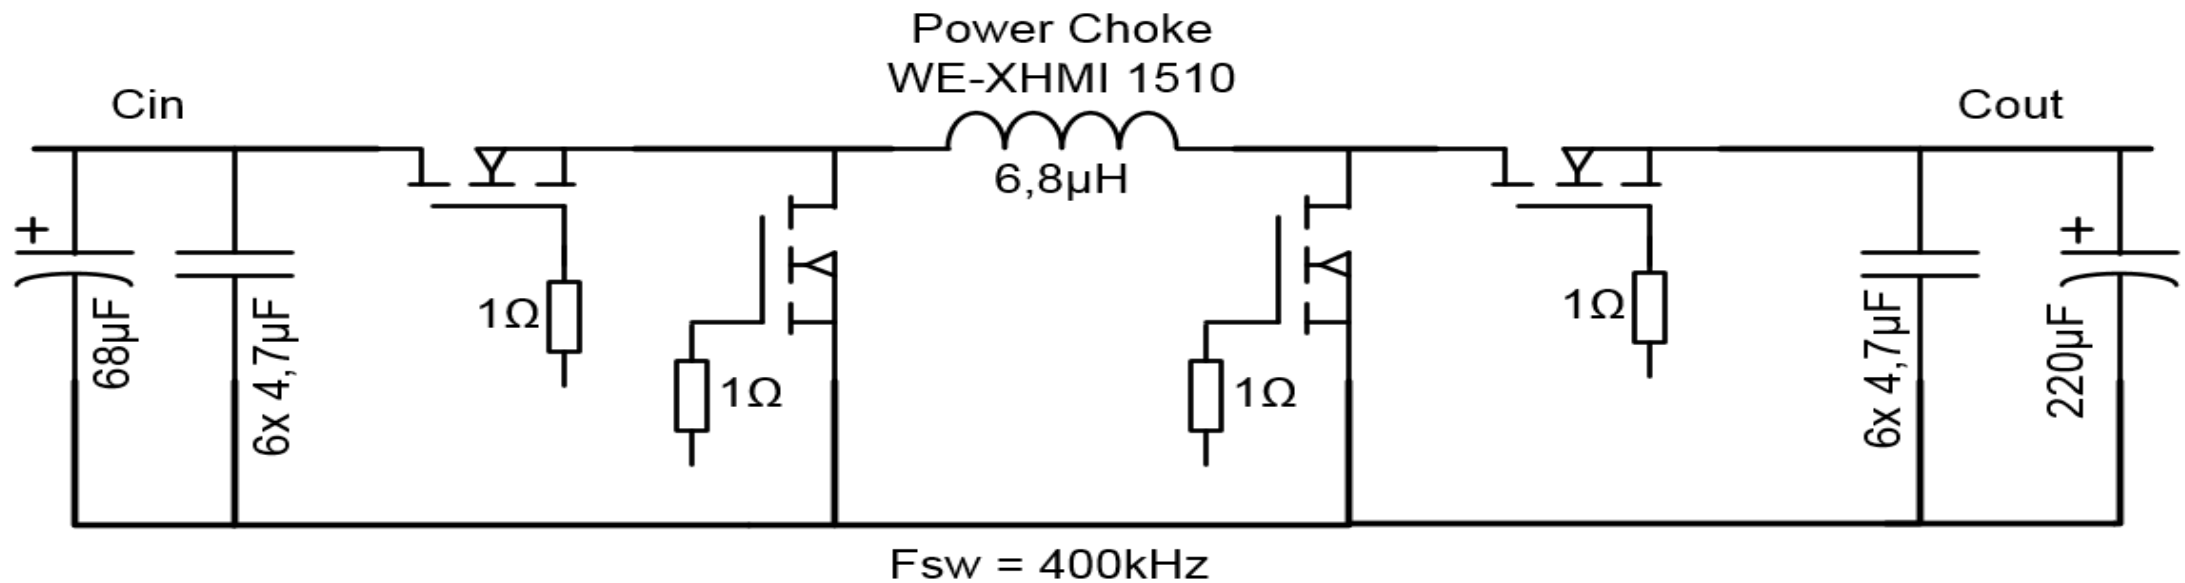 Power Choke
WE-XHMI 1510
Cin
Cout
6,8µH
+
+
68µF
6x 4,7µF
1Ω
1Ω
1Ω
1Ω
6x 4,7µF
220µF
Fsw = 400kHz